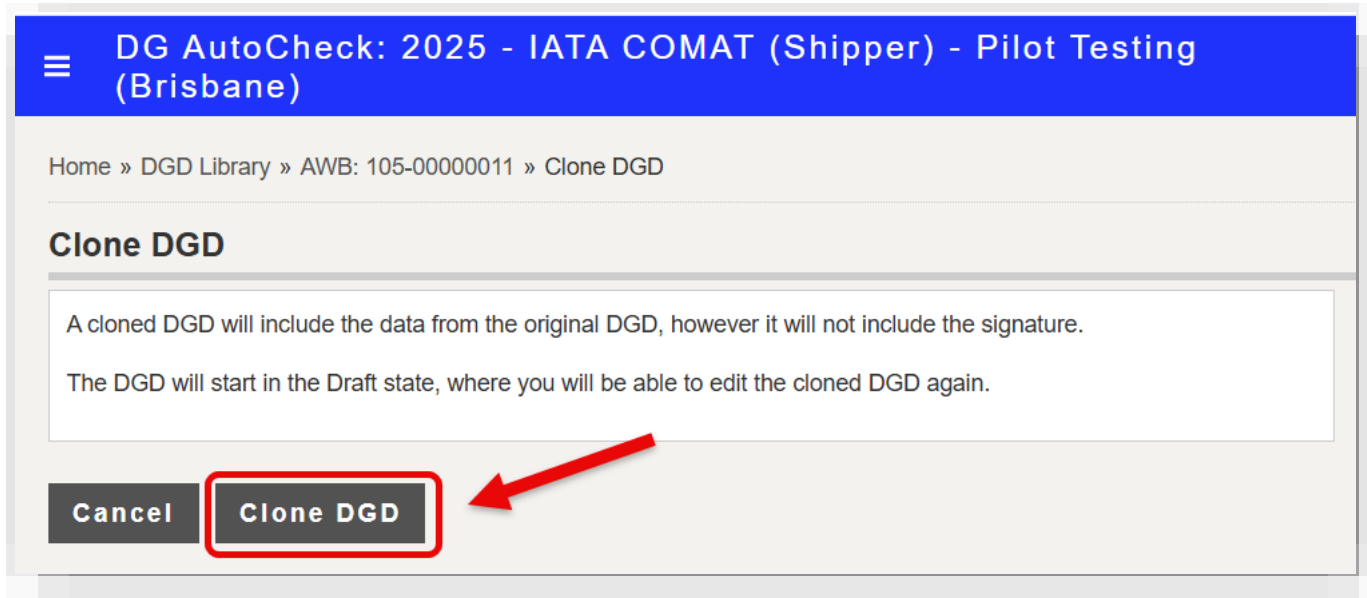 DG AutoCheck: 2025 - IATA COMAT (Shipper) - Pilot Testing
(Brisbane)
Home » DGD Library » AWB: 105-00000011 » Clone DGD
Clone DGD
A cloned DGD will include the data from the original DGD, however it will not include the signature.
The DGD will start in the Draft state, where you will be able to edit the cloned DGD again.
Cancel Clone DGD